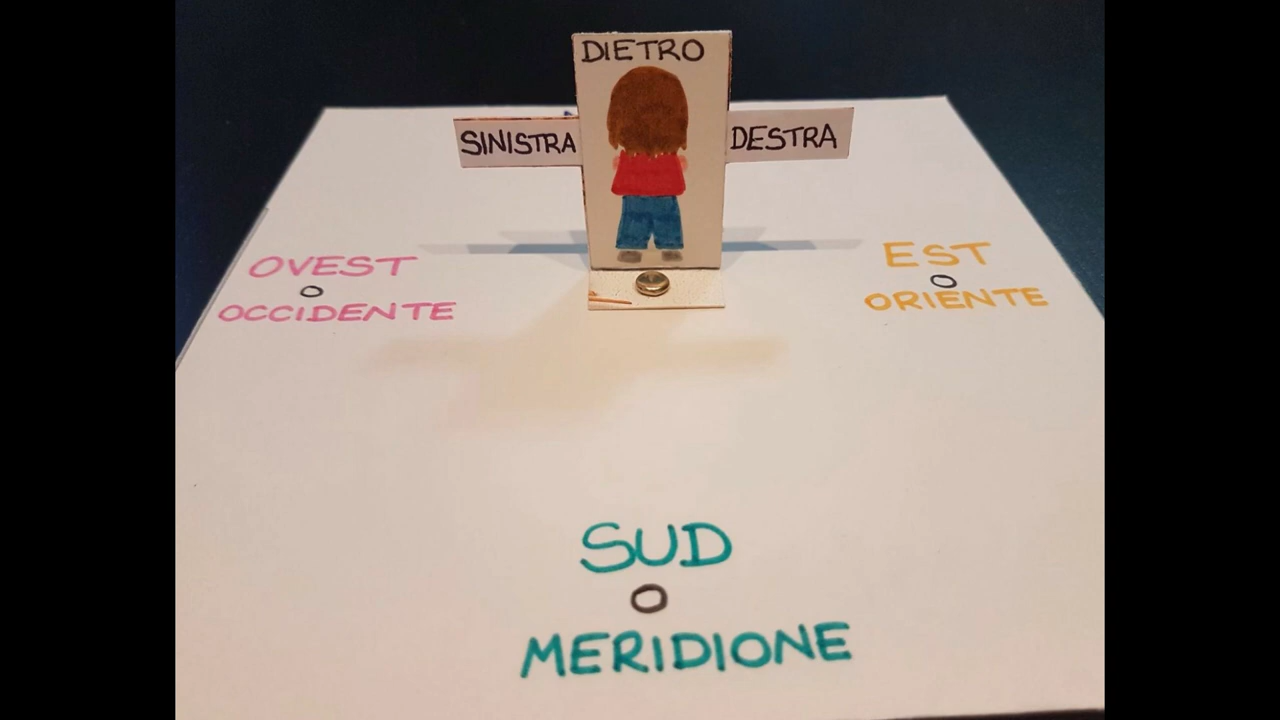 DIETRO
SINISTRA
DESTRA
OVEST
O
OCCIDENTE
EST
O
ORIENTE
SUD
O
MERIDIONE